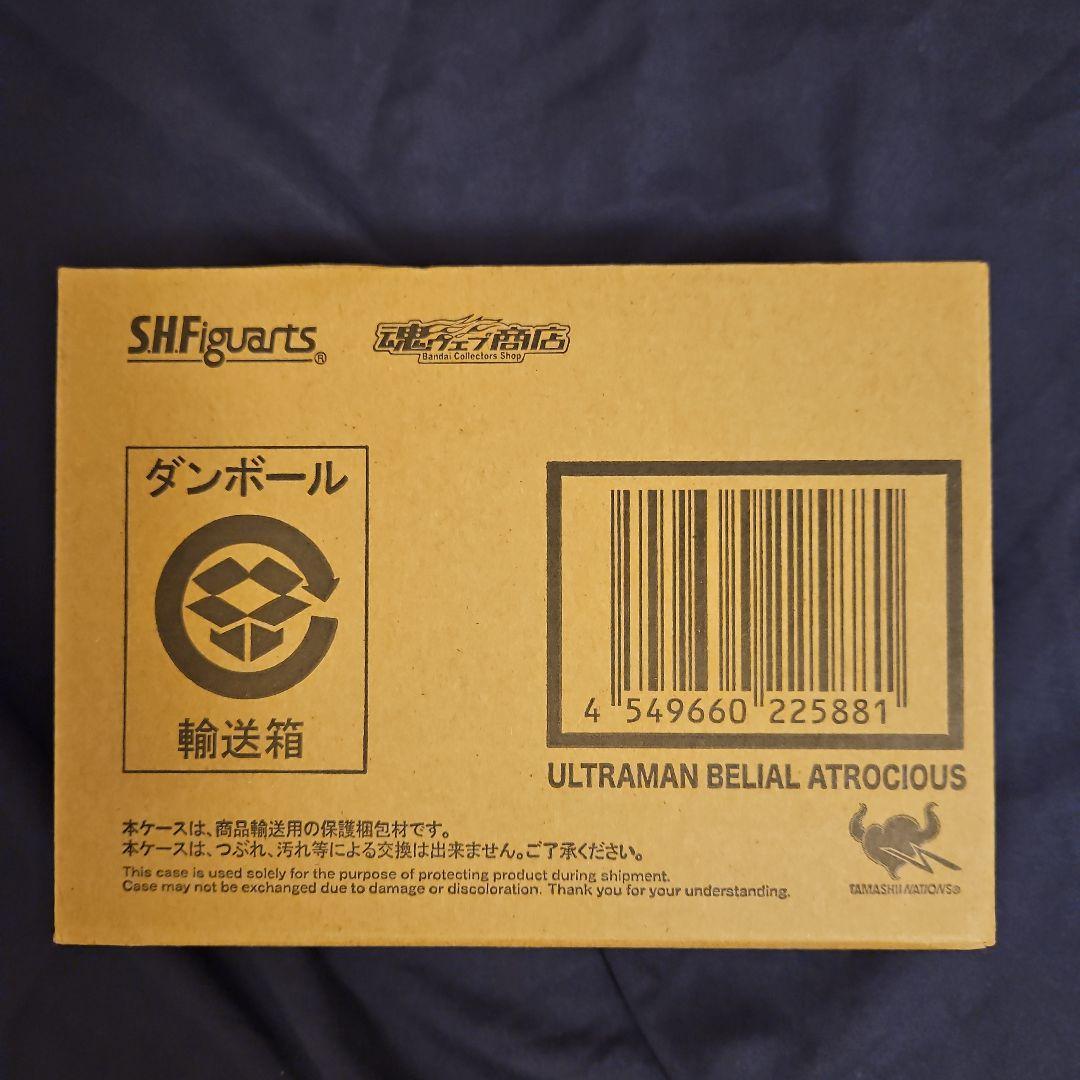 S.H.Figuarts®
魂ウェブ商店
Bandai Collectors Shop
ダンボール
輸送箱
4 549660 225881
ULTRAMAN BELIAL ATROCIOUS
本ケースは、商品輸送用の保護梱包材です。
本ケースは、つぶれ、汚れ等による交換は出来ません。ご了承ください。
This case is used solely for the purpose of protecting product during shipment.
Case may not be exchanged due to damage or discoloration. Thank you for your understanding.
TAMASHII NATIONS®